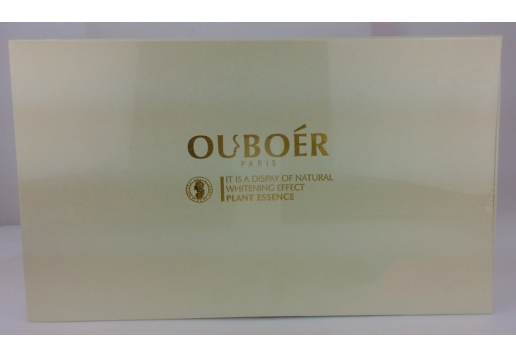 OUBOÉR
PARIS
IT IS A DISPAY OF NATURAL
WHITENING EFFECT
PLANT ESSENCE